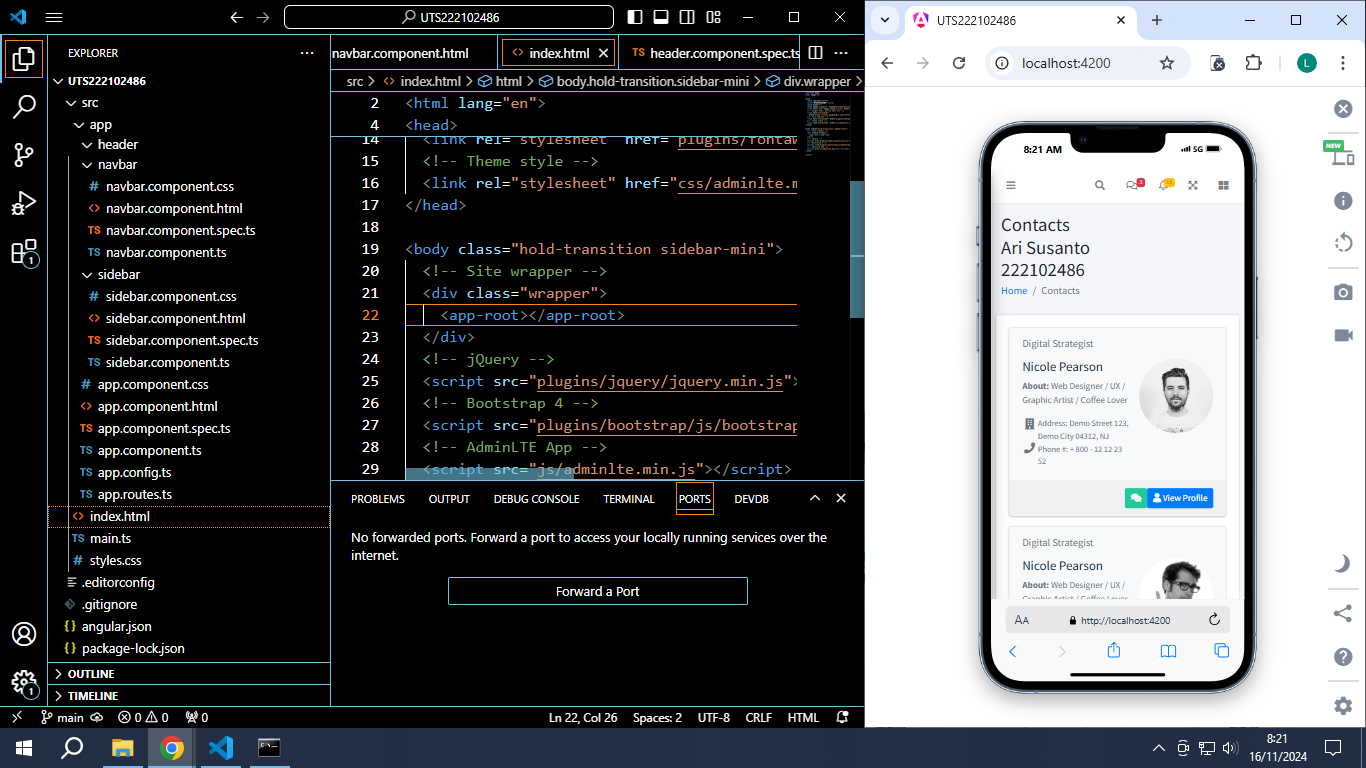 UTS222102486
EXPLORER
UTS222102486
src
app
header
navbar
# navbar.component.css
<> navbar.component.html
TS navbar.component.spec.ts
TS navbar.component.ts
sidebar
# sidebar.component.css
<> sidebar.component.html
TS sidebar.component.spec.ts
TS sidebar.component.ts
# app.component.css
<> app.component.html
TS app.component.spec.ts
TS app.component.ts
TS app.config.ts
TS app.routes.ts
<> index.html
TS main.ts
# styles.css
.editorconfig
.gitignore
{} angular.json
{} package-lock.json
OUTLINE
TIMELINE
1
1
navbar.component.html <> index.html TS header.component.spec.ts
src > <> index.html > html > body.hold-transition.sidebar-mini > div.wrapper >
2 <html lang="en">
4 <head>
14 <link rel="stylesheet" href="plugins/fontaw
15 <!-- Theme style -->
16 <link rel="stylesheet" href="css/adminlte.m
17 </head>
18
19 <body class="hold-transition sidebar-mini">
20 <!-- Site wrapper -->
21 <div class="wrapper">
22 <app-root></app-root>
23 </div>
24 <!-- jQuery -->
25 <script src="plugins/jquery/jquery.min.js">
26 <!-- Bootstrap 4 -->
27 <script src="plugins/bootstrap/js/bootstrap
28 <!-- AdminLTE App -->
29 <script src="js/adminlte.min.js"></script>
PROBLEMS OUTPUT DEBUG CONSOLE TERMINAL PORTS DEVDB
No forwarded ports. Forward a port to access your locally running services over the
internet.
Forward a Port
main 0 0 0 Ln 22, Col 26 Spaces: 2 UTF-8 CRLF HTML
UTS222102486
localhost:4200
L
NEW
8:21 AM 5G
3
Contacts
Ari Susanto
222102486
Home / Contacts
Digital Strategist
Nicole Pearson
About: Web Designer / UX /
Graphic Artist / Coffee Lover
Address: Demo Street 123,
Demo City 04312, NJ
Phone #: + 800 - 12 12 23
52
View Profile
Digital Strategist
Nicole Pearson
About: Web Designer / UX /
Graphic Artist / Coffee Lover
AA http://localhost:4200
8:21
16/11/2024